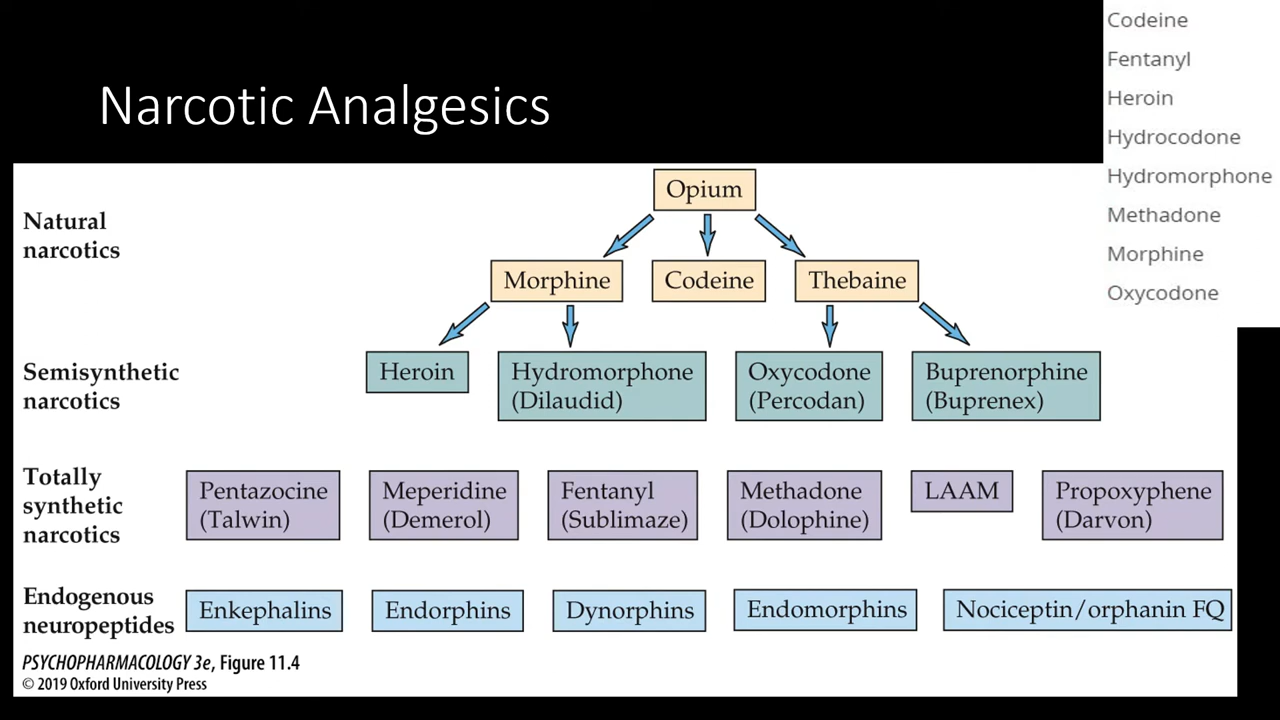 Narcotic Analgesics
Codeine
Fentanyl
Heroin
Hydrocodone
Hydromorphone
Methadone
Morphine
Oxycodone
Natural
narcotics
Opium
Morphine
Codeine
Thebaine
Semisynthetic
narcotics
Heroin
Hydromorphone
(Dilaudid)
Oxycodone
(Percodan)
Buprenorphine
(Buprenex)
Totally
synthetic
narcotics
Pentazocine
(Talwin)
Meperidine
(Demerol)
Fentanyl
(Sublimaze)
Methadone
(Dolophine)
LAAM
Propoxyphene
(Darvon)
Endogenous
neuropeptides
Enkephalins
Endorphins
Dynorphins
Endomorphins
Nociceptin/orphanin FQ
PSYCHOPHARMACOLOGY 3e, Figure 11.4
© 2019 Oxford University Press